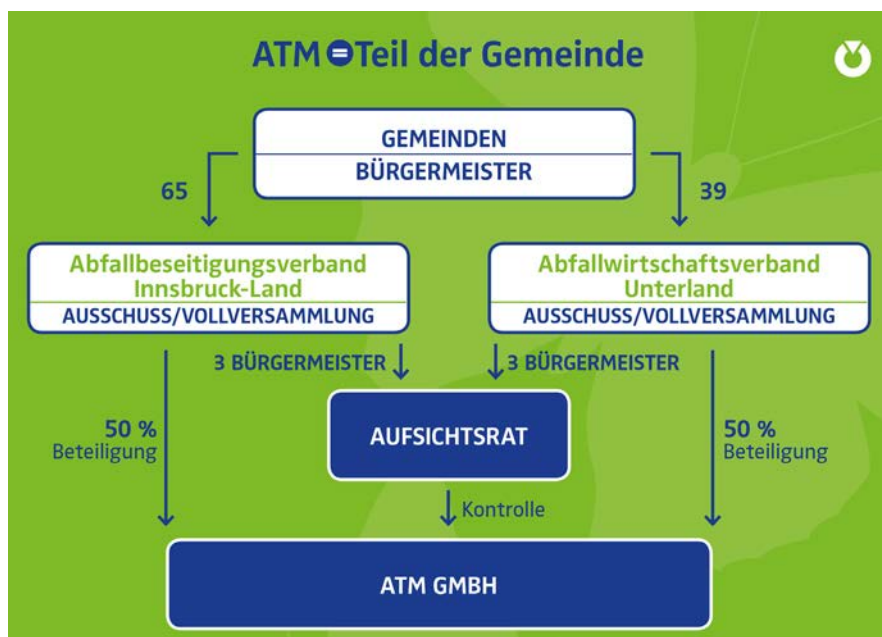 ATM = Teil der Gemeinde
GEMEINDEN
BÜRGERMEISTER
65
39
Abfallbeseitigungsverband
Innsbruck-Land
AUSSCHUSS/VOLLVERSAMMLUNG
Abfallwirtschaftsverband
Unterland
AUSSCHUSS/VOLLVERSAMMLUNG
3 BÜRGERMEISTER
3 BÜRGERMEISTER
50 %
Beteiligung
AUFSICHTSRAT
50 %
Beteiligung
Kontrolle
ATM GMBH